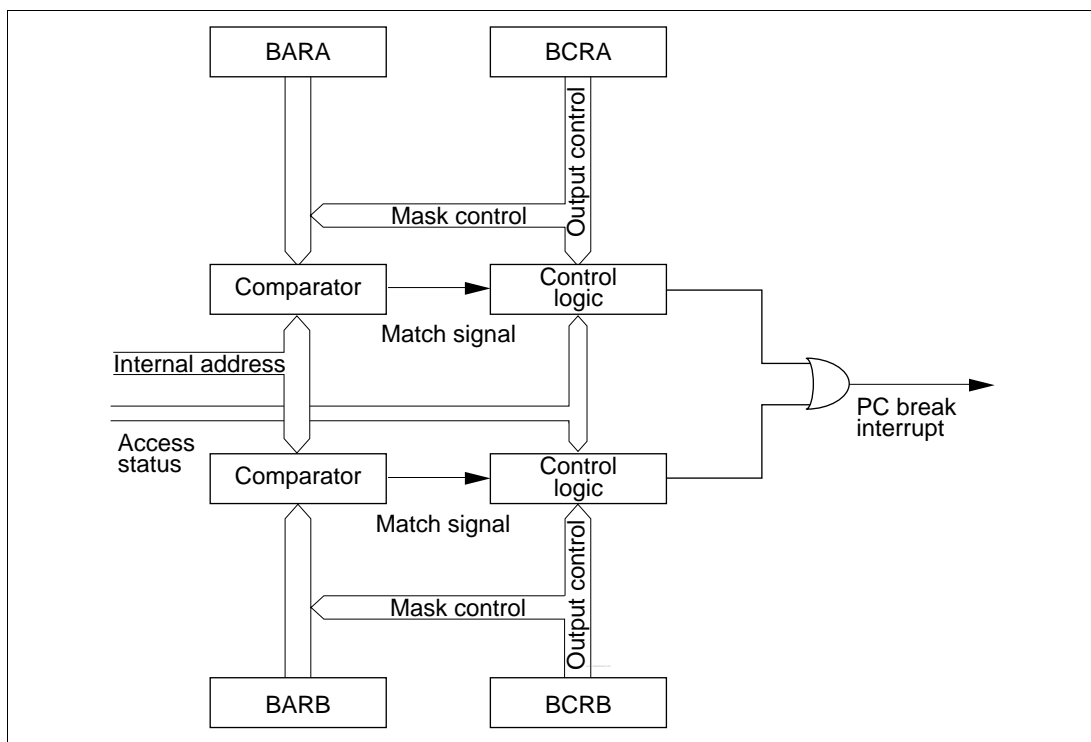 BARA
BCRA
Output control
Mask control
Comparator
Control
logic
Match signal
Internal address
Access
status
PC break
interrupt
Comparator
Control
logic
Match signal
Output control
Mask control
BARB
BCRB